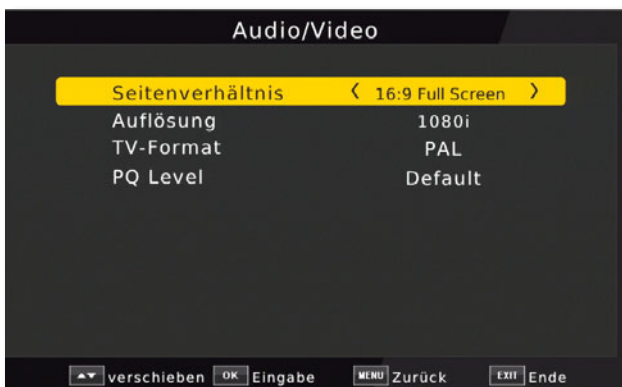 Audio/Video
Seitenverhältnis 16:9 Full Screen
Auflösung 1080i
TV-Format PAL
PQ Level Default
verschieben OK Eingabe MENU Zurück EXIT Ende